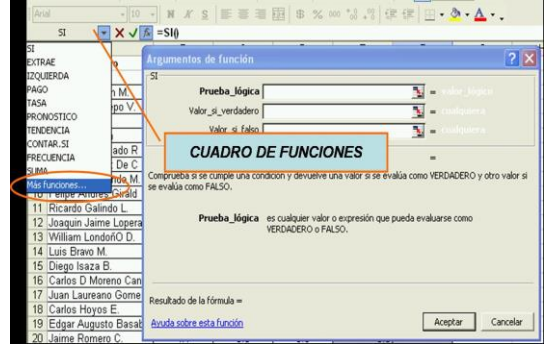 Arial 10 N K S
SI =SI()
SI
EXTRAE
IZQUIERDA
PAGO
TASA
PRONOSTICO
TENDENCIA
CONTAR.SI
FRECUENCIA
SUMA
Más funciones...
Argumentos de función
SI
Prueba_lógica = valor_lógico
Valor_si_verdadero = cualquiera
Valor_si_falso = cualquiera
CUADRO DE FUNCIONES
=
Comprueba si se cumple una condición y devuelve una valor si se evalúa como VERDADERO y otro valor si
se evalúa como FALSO.
Prueba_lógica es cualquier valor o expresión que pueda evaluarse como
VERDADERO o FALSO.
Resultado de la fórmula =
Ayuda sobre esta función
Aceptar Cancelar
10 Felipe Andres Girald
11 Ricardo Galindo L.
12 Joaquin Jaime Lopera
13 William LondoñO D.
14 Luis Bravo M.
15 Diego Isaza B.
16 Carlos D Moreno Can
17 Juan Laureano Gome
18 Carlos Hoyos E.
19 Edgar Augusto Basab
20 Jaime Romero C.